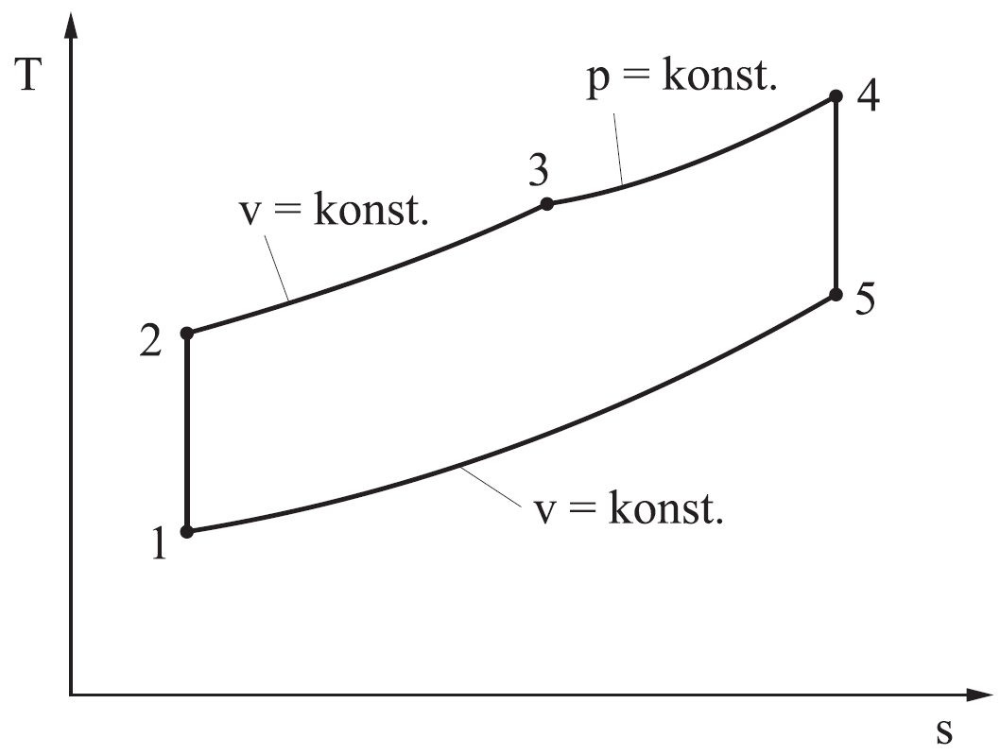 T
p = konst.
4
3
v = konst.
2
5
v = konst.
1
s